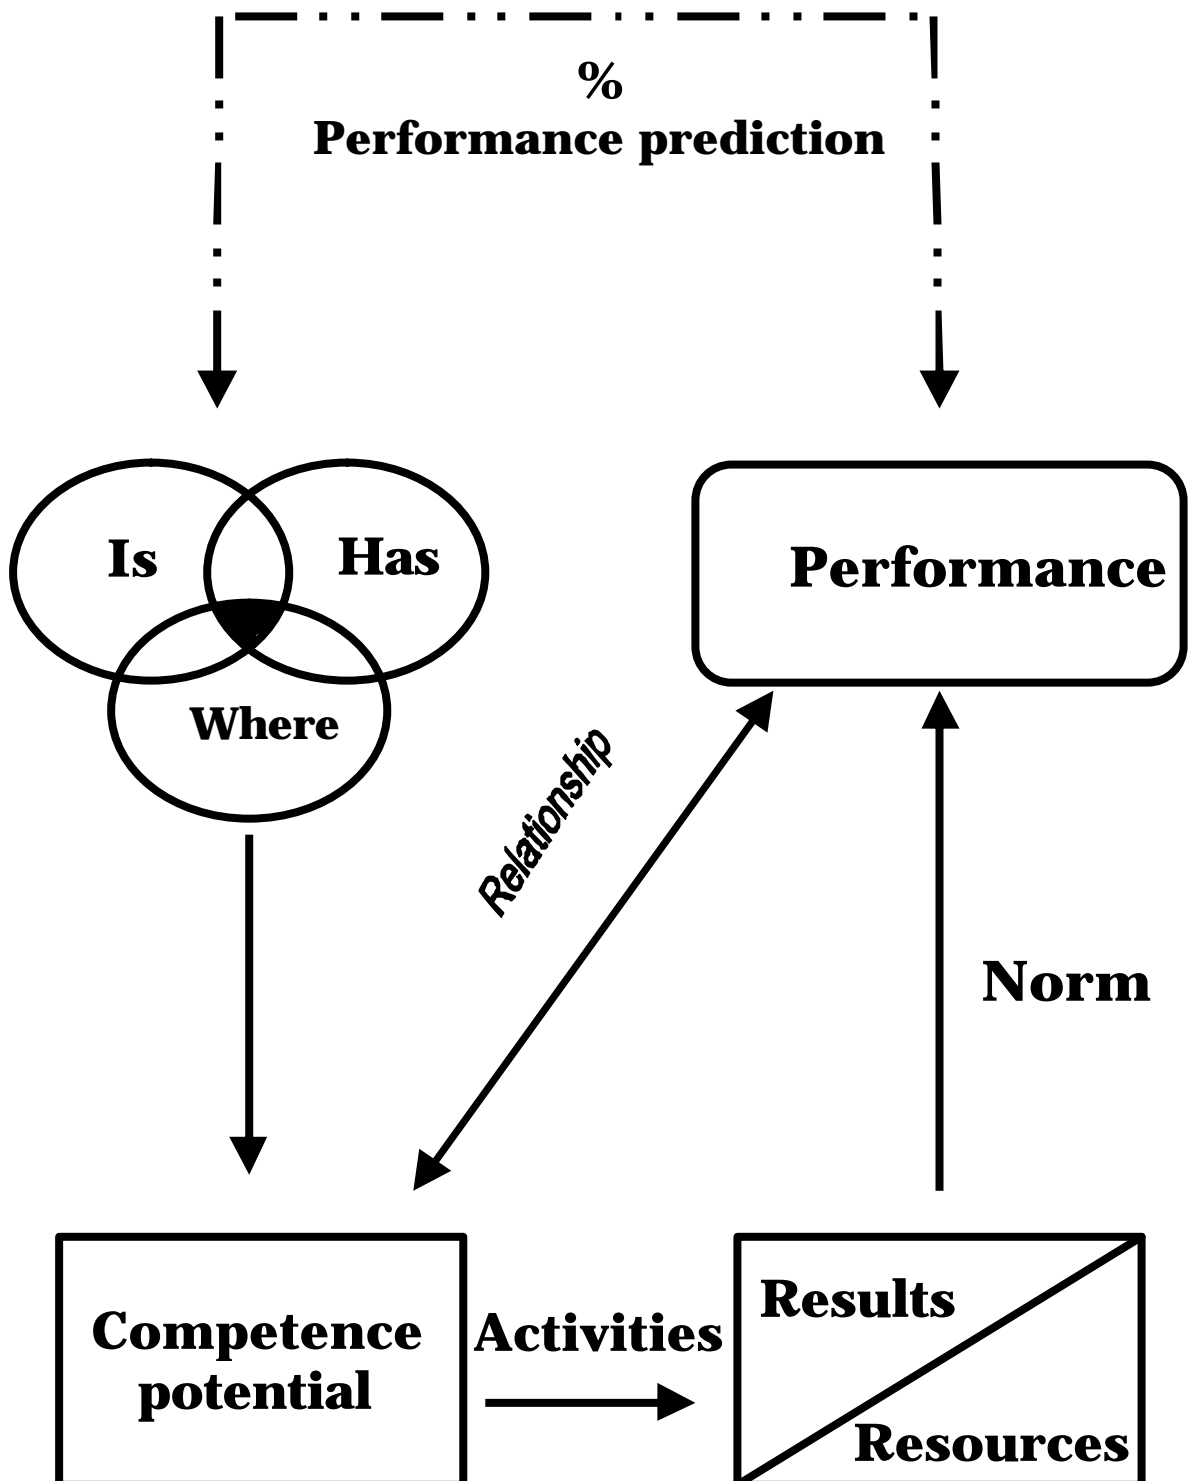 %
Performance prediction
Is
Has
Performance
Where
Relationship
Norm
Competence
potential
Activities
Results
Resources